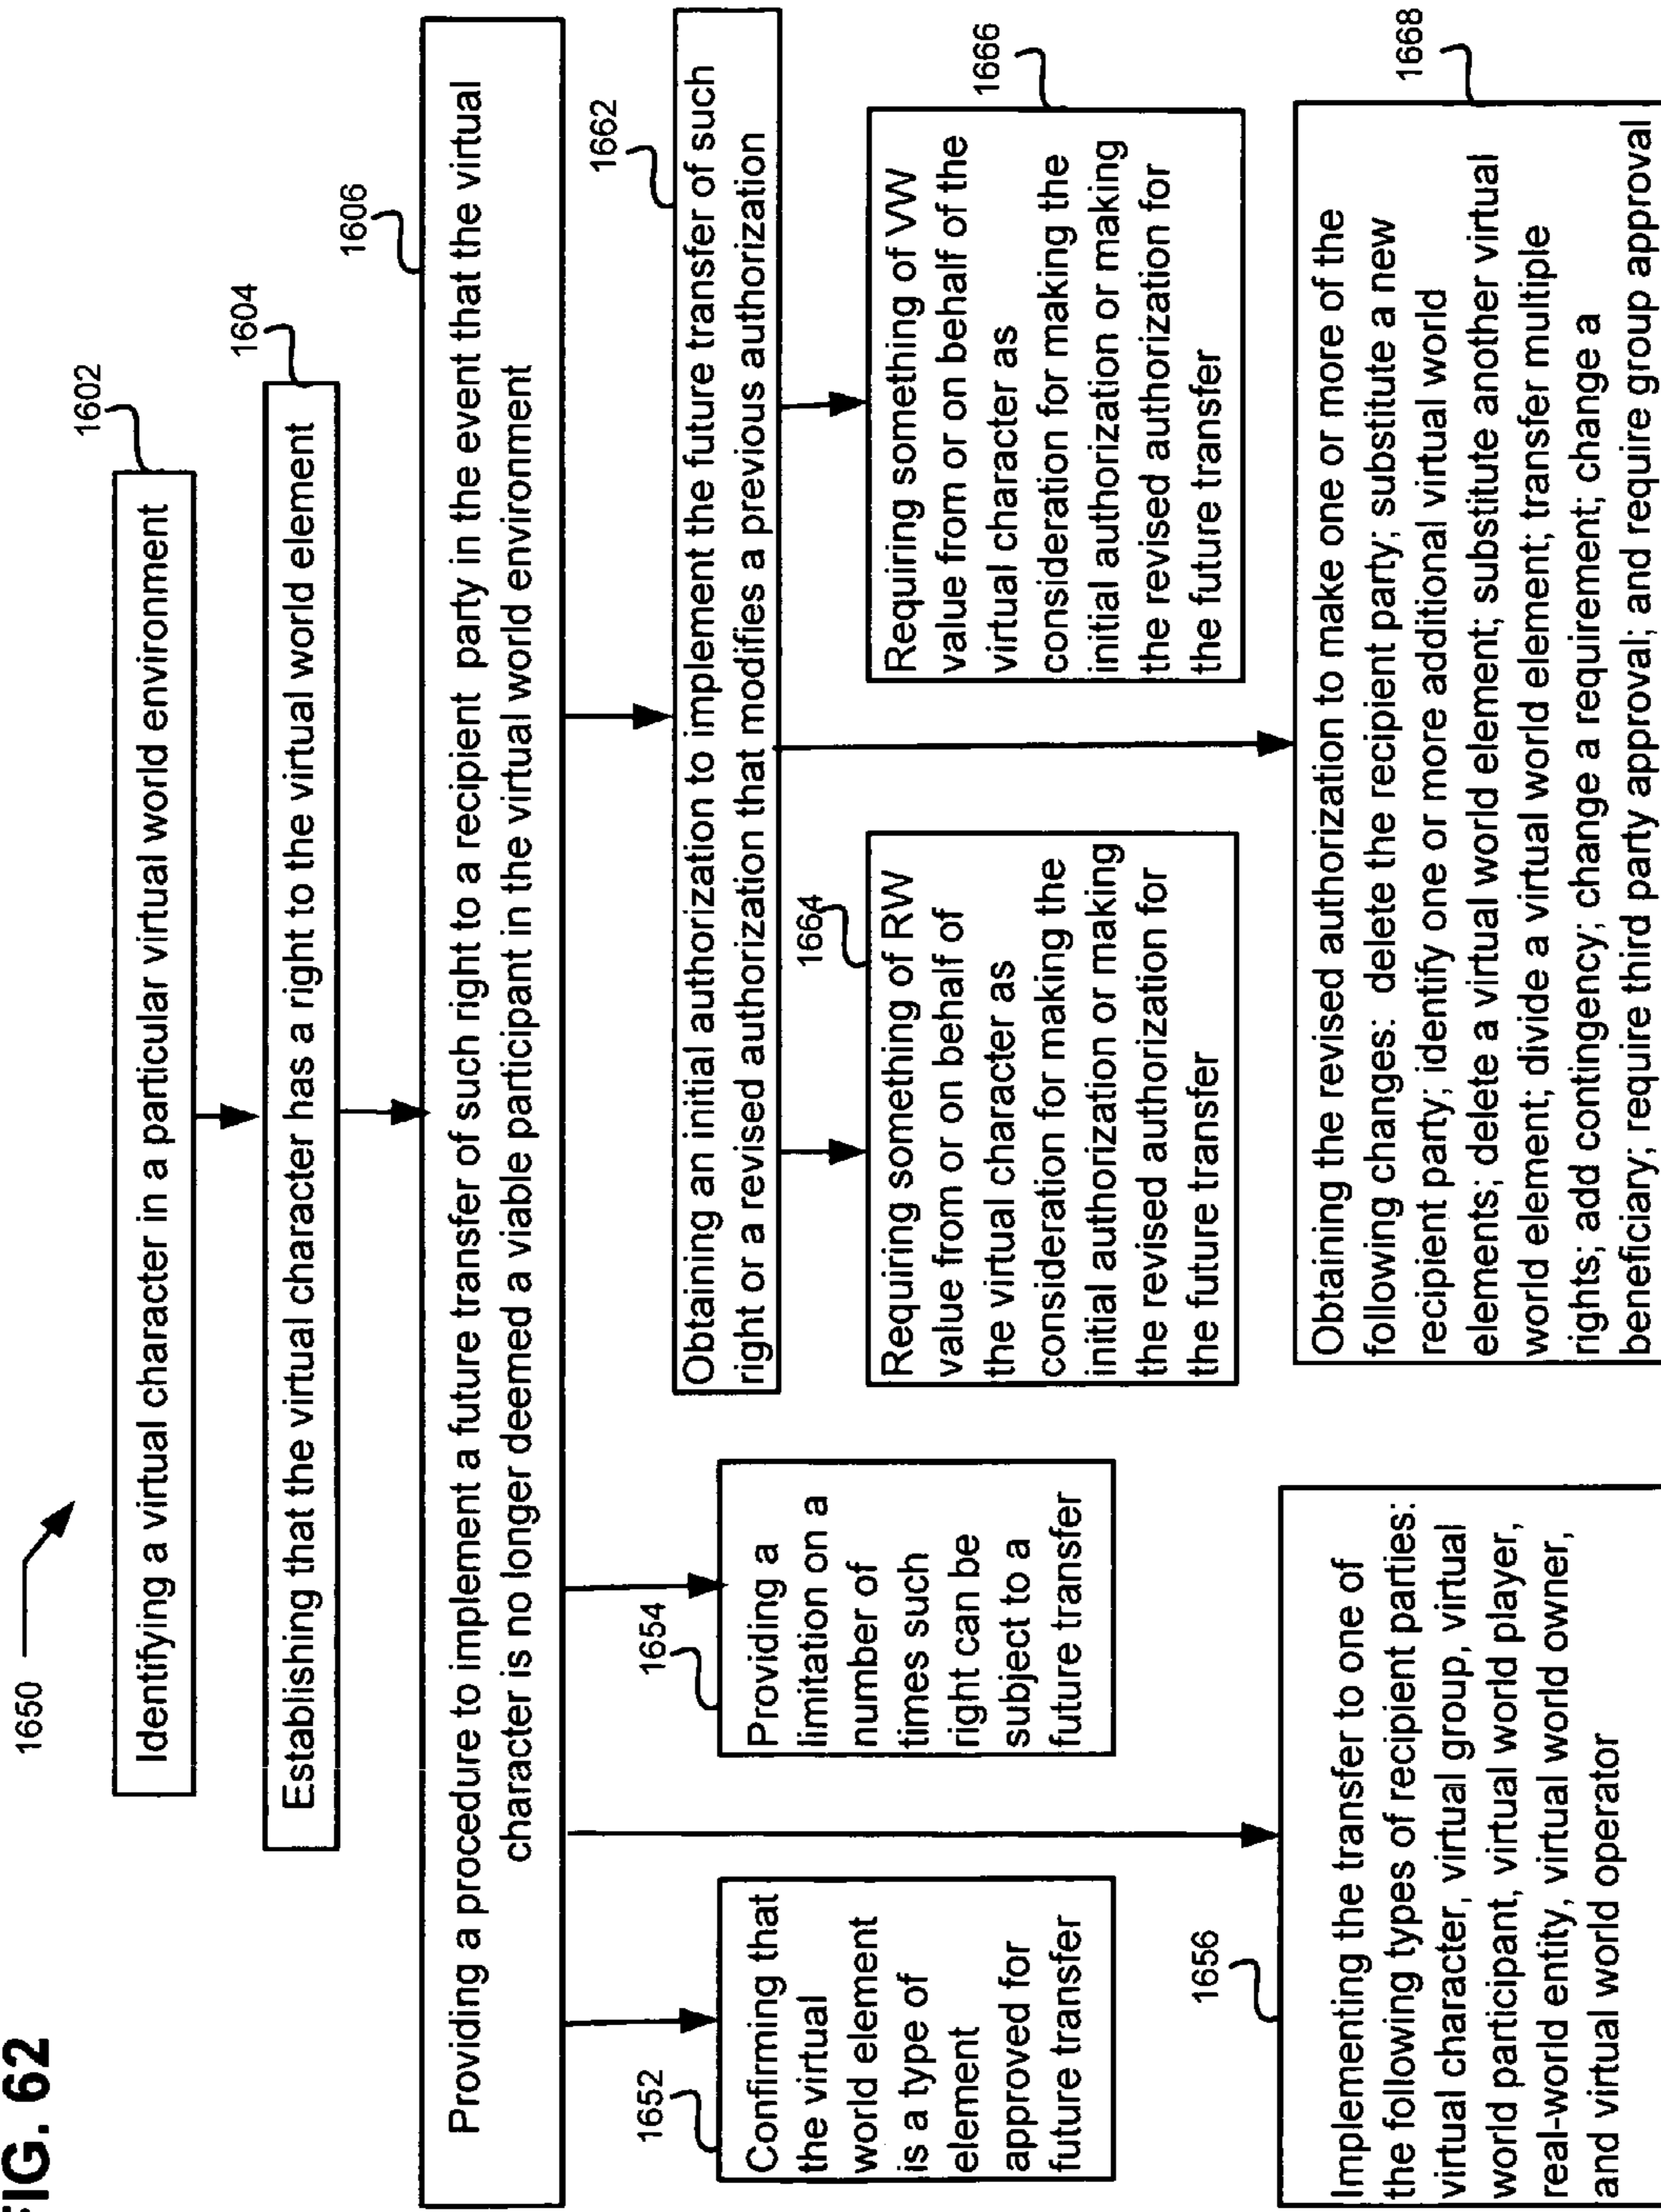 FIG. 62
1650
1602
Identifying a virtual character in a particular virtual world environment
1604
Establishing that the virtual character has a right to the virtual world element
1606
Providing a procedure to implement a future transfer of such right to a recipient party in the event that the virtual
character is no longer deemed a viable participant in the virtual world environment
1652
Confirming that
the virtual
world element
is a type of
element
approved for
future transfer
1654
Providing a
limitation on a
number of
times such
right can be
subject to a
future transfer
1662
Obtaining an initial authorization to implement the future transfer of such
right or a revised authorization that modifies a previous authorization
1664
Requiring something of RW
value from or on behalf of
the virtual character as
consideration for making the
initial authorization or making
the revised authorization for
the future transfer
1666
Requiring something of VW
value from or on behalf of the
virtual character as
consideration for making the
initial authorization or making
the revised authorization for
the future transfer
1656
Implementing the transfer to one of
the following types of recipient parties:
virtual character, virtual group, virtual
world participant, virtual world player,
real-world entity, virtual world owner,
and virtual world operator
1668
Obtaining the revised authorization to make one or more of the
following changes: delete the recipient party; substitute a new
recipient party; identify one or more additional virtual world
elements; delete a virtual world element; substitute another virtual
world element; divide a virtual world element; transfer multiple
rights; add contingency; change a requirement; change a
beneficiary; require third party approval; and require group approval